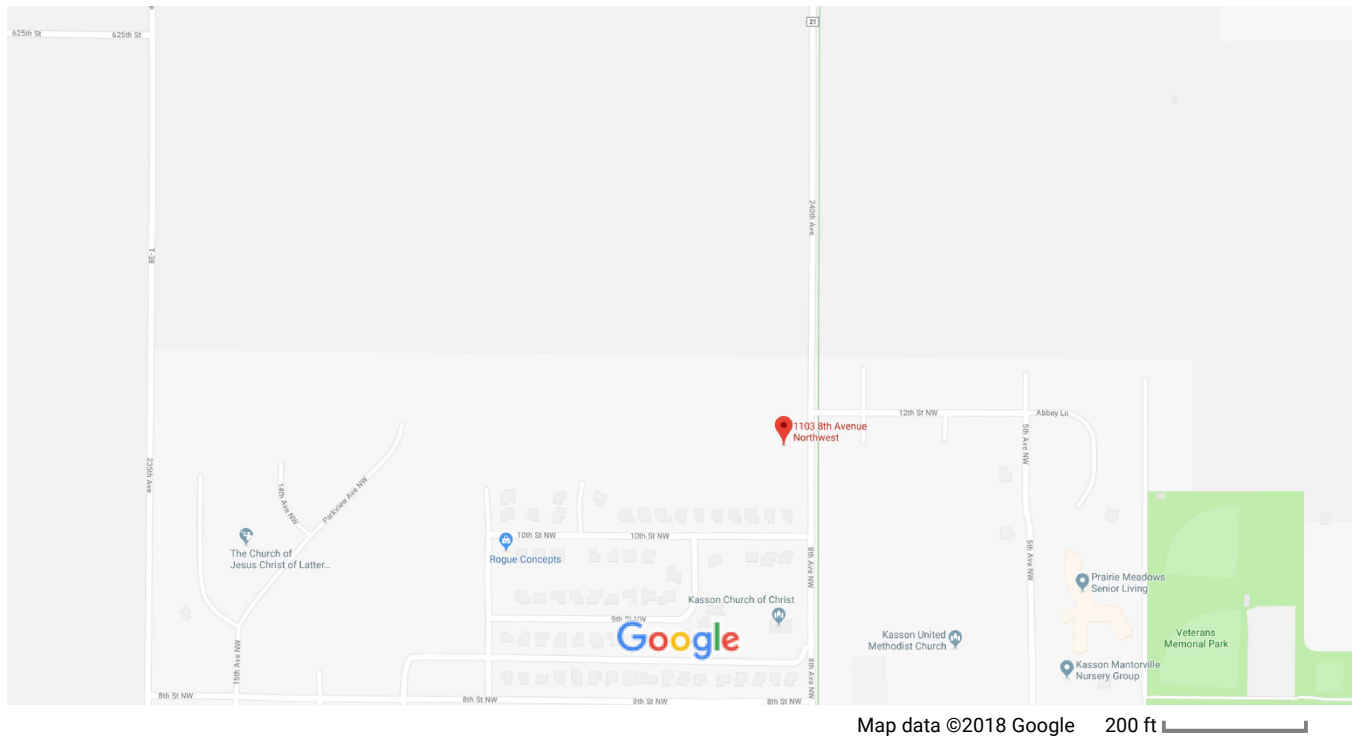 21
625th St
625th St
240th Ave
T-38
12th St NW
Abbey Ln
1103 8th Avenue
Northwest
5th Ave NW
235th Ave
14th Ave NW
Parkview Ave NW
10th St NW
10th St NW
The Church of
Jesus Christ of Latter...
Rogue Concepts
8th Ave NW
5th Ave NW
Prairie Meadows
Senior Living
Kasson Church of Christ
9th St NW
Google
Kasson United
Methodist Church
Veterans
Memorial Park
15th Ave NW
8th Ave NW
Kasson Mantorville
Nursery Group
8th St NW
8th St NW
8th St NW
8th St NW
Map data ©2018 Google
200 ft